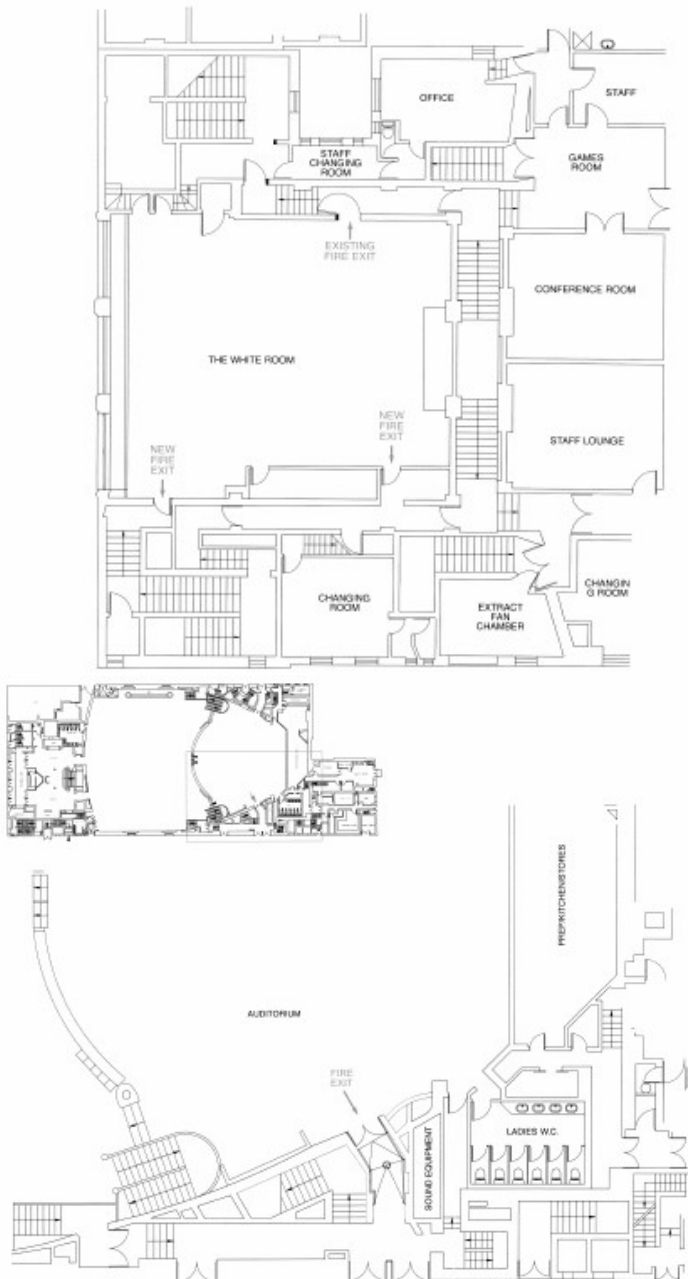 OFFICE
STAFF
STAFF
CHANGING
ROOM
GAMES
ROOM
EXISTING
FIRE EXIT
CONFERENCE ROOM
THE WHITE ROOM
NEW
FIRE
EXIT
STAFF LOUNGE
NEW
FIRE
EXIT
CHANGING
ROOM
EXTRACT
FAN
CHAMBER
CHANGIN
G ROOM
PREP/KITCHEN/STORES
AUDITORIUM
FIRE
EXIT
SOUND EQUIPMENT
LADIES W.C.